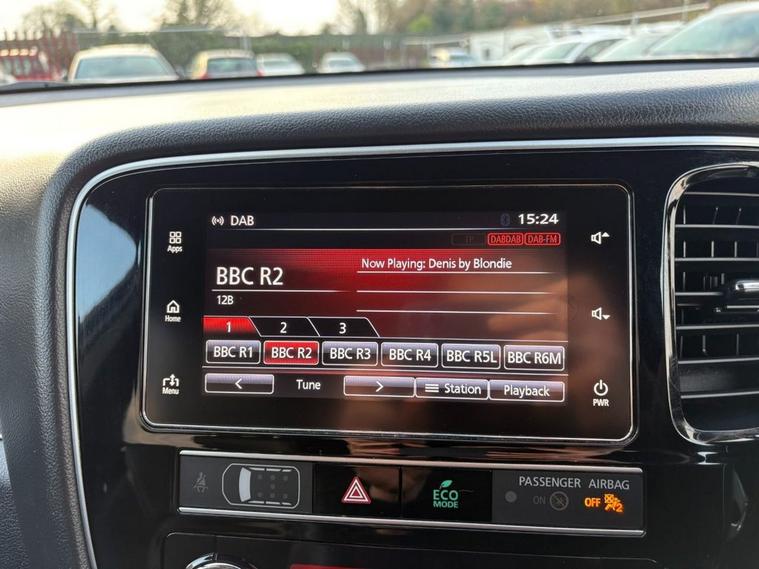 DAB 15:24
TP DABDAB DAB-FM
Apps
Now Playing: Denis by Blondie
BBC R2
12B
Home
1 2 3
BBC R1 BBC R2 BBC R3 BBC R4 BBC R5L BBC R6M
Menu
< Tune > Station Playback
PWR
ECO
MODE
PASSENGER AIRBAG
ON OFF 2